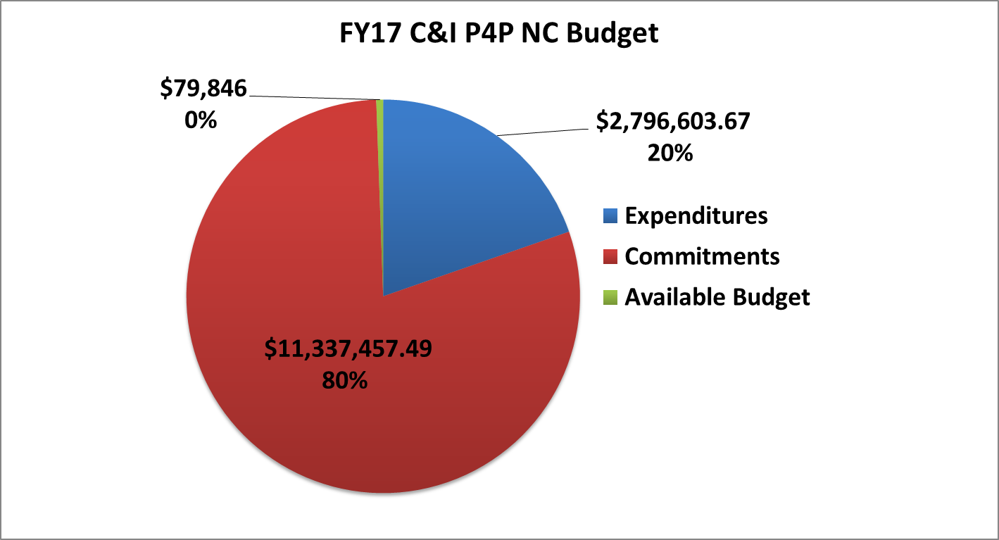 FY17 C&I P4P NC Budget
$79,846
0%
$2,796,603.67
20%
Expenditures
Commitments
Available Budget
$11,337,457.49
80%